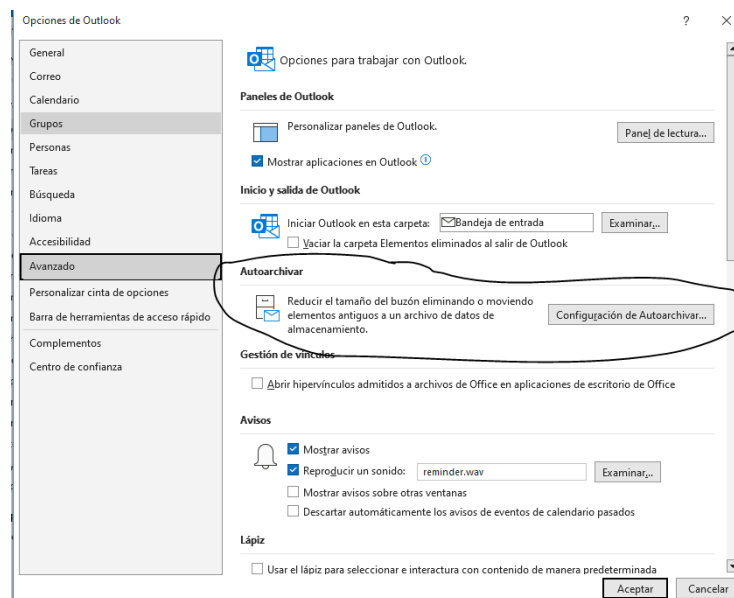 Opciones de Outlook
?
General
Correo
Calendario
Grupos
Personas
Tareas
Búsqueda
Idioma
Accesibilidad
Avanzado
Personalizar cinta de opciones
Barra de herramientas de acceso rápido
Complementos
Centro de confianza
Opciones para trabajar con Outlook.
Paneles de Outlook
Personalizar paneles de Outlook.
Panel de lectura...
Mostrar aplicaciones en Outlook
Inicio y salida de Outlook
Iniciar Outlook en esta carpeta: Bandeja de entrada Examinar...
Vaciar la carpeta Elementos eliminados al salir de Outlook
Autoarchivar
Reducir el tamaño del buzón eliminando o moviendo
elementos antiguos a un archivo de datos de
almacenamiento.
Configuración de Autoarchivar...
Gestión de vínculos
Abrir hipervínculos admitidos a archivos de Office en aplicaciones de escritorio de Office
Avisos
Mostrar avisos
Reproducir un sonido: reminder.wav Examinar...
Mostrar avisos sobre otras ventanas
Descartar automáticamente los avisos de eventos de calendario pasados
Lápiz
Usar el lápiz para seleccionar e interactura con contenido de manera predeterminada
Aceptar Cancelar